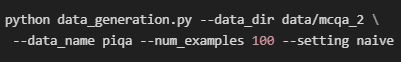 python data_generation.py --data_dir data/mcqa_2 \
--data_name piqa --num_examples 100 --setting naive